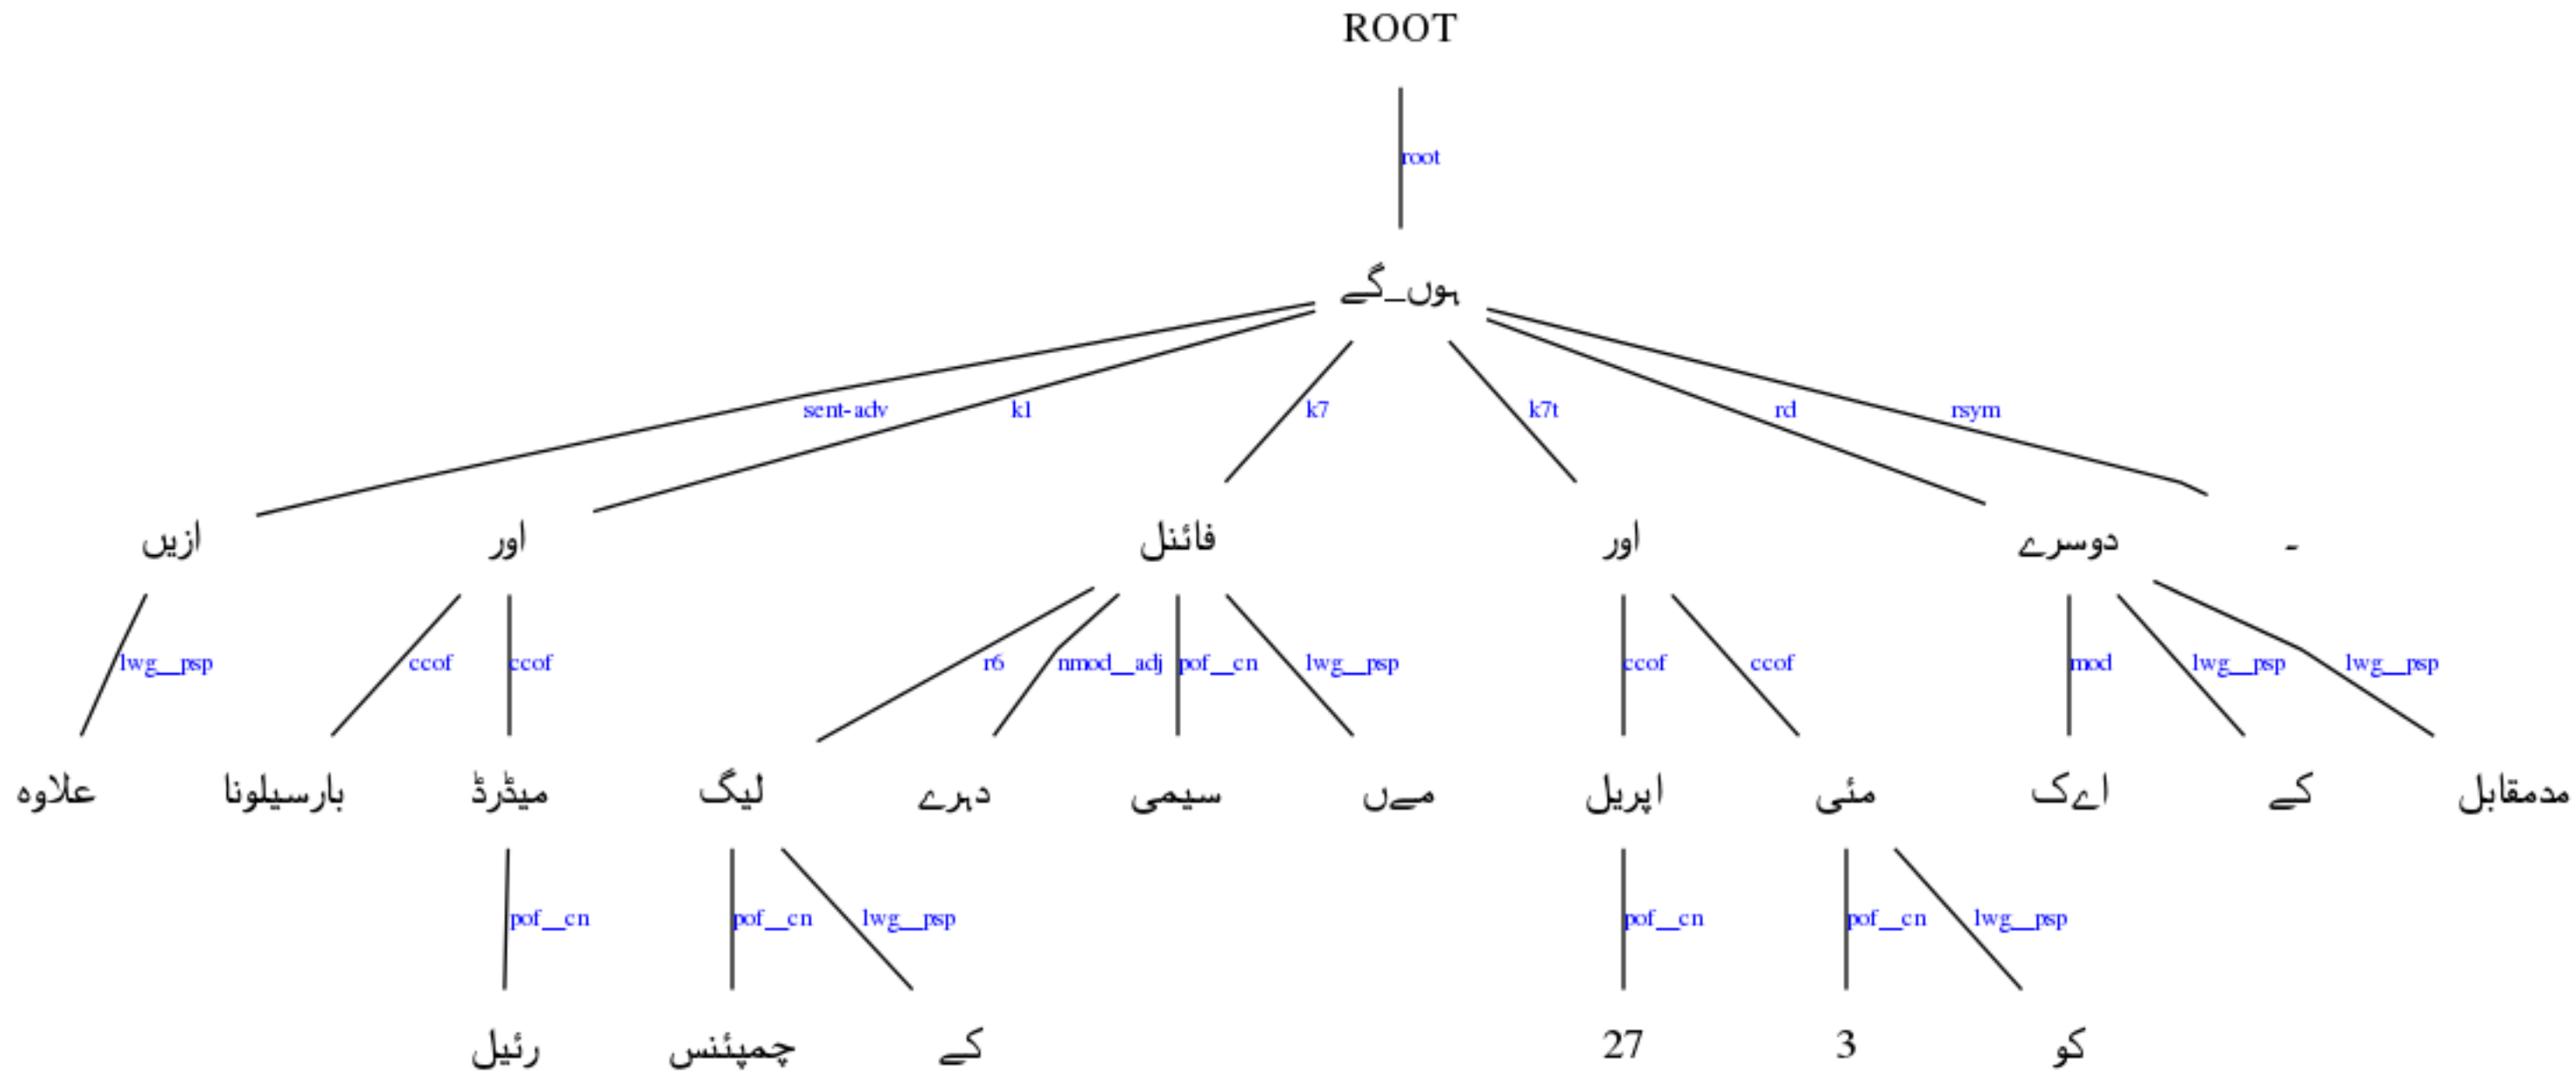 ROOT
root
ہوں_گے
sent-adv k1 k7 k7t rd rsym
ازیں اور فائنل اور دوسرے ۔
lwg__psp ccof ccof r6 nmod__adj pof__cn lwg__psp ccof ccof mod lwg__psp lwg__psp
علاوہ بارسیلونا میڈرڈ لیگ دہرے سیمی مےں اپریل مئی اےک کے مدمقابل
pof__cn pof__cn lwg__psp pof__cn pof__cn lwg__psp
رئیل چمپئنس کے 27 3 کو